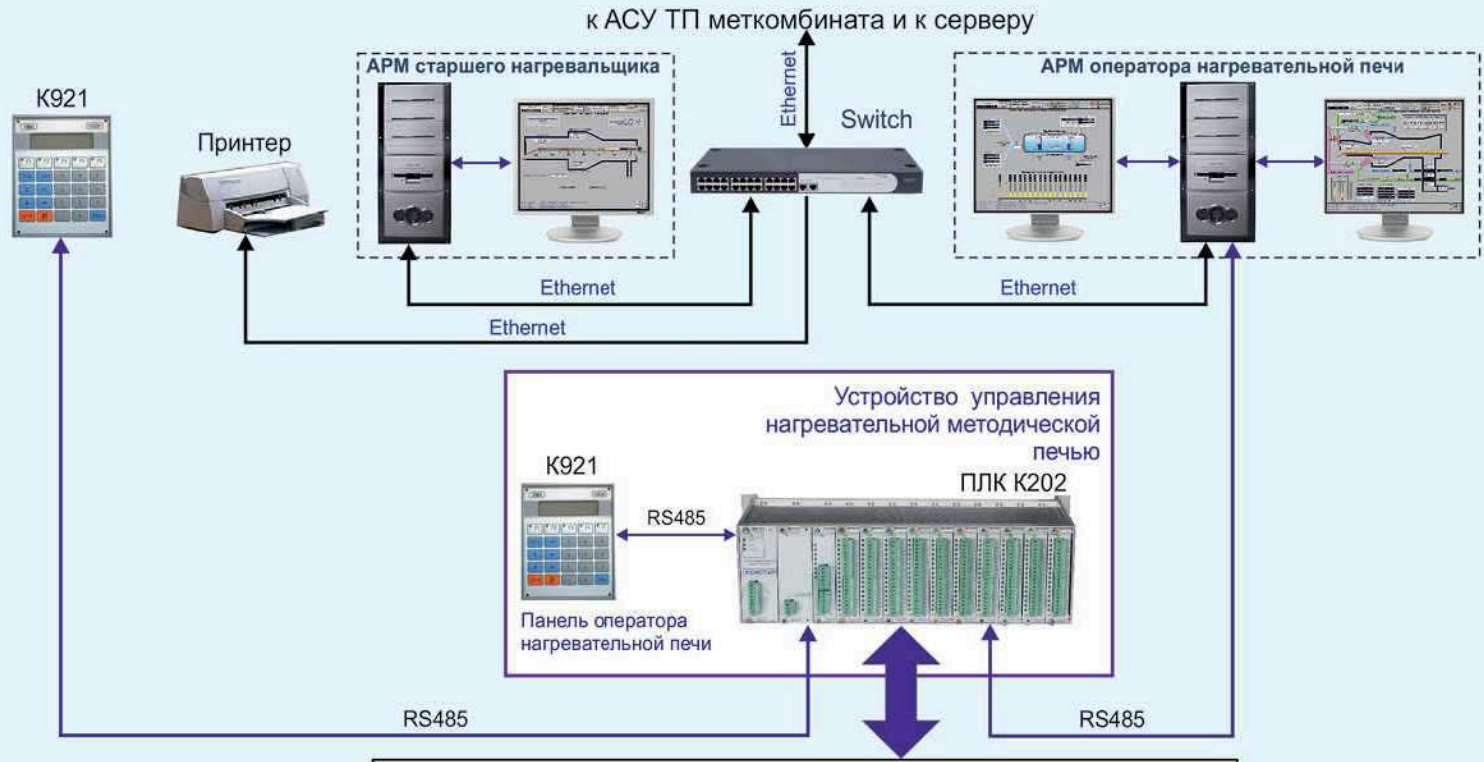 к АСУ ТП меткомбината и к серверу
АРМ старшего нагревальщика
АРМ оператора нагревательной печи
К921
Принтер
Ethernet
Switch
Ethernet
Ethernet
Ethernet
Устройство управления
нагревательной методической
печью
К921
ПЛК К202
RS485
Панель оператора
нагревательной печи
RS485
RS485